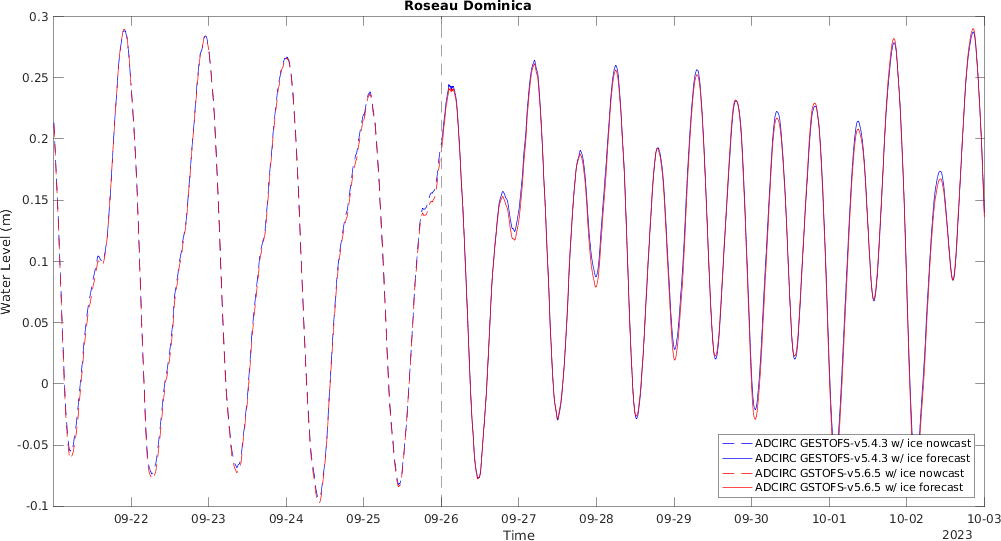 Roseau Dominica
0.3
0.25
0.2
0.15
0.1
0.05
0
-0.05
-0.1
Water Level (m)
09-22 09-23 09-24 09-25 09-26 09-27 09-28 09-29 09-30 10-01 10-02 10-03
Time
2023
ADCIRC GESTOFS-v5.4.3 w/ ice nowcast
ADCIRC GESTOFS-v5.4.3 w/ ice forecast
ADCIRC GSTOFS-v5.6.5 w/ ice nowcast
ADCIRC GSTOFS-v5.6.5 w/ ice forecast